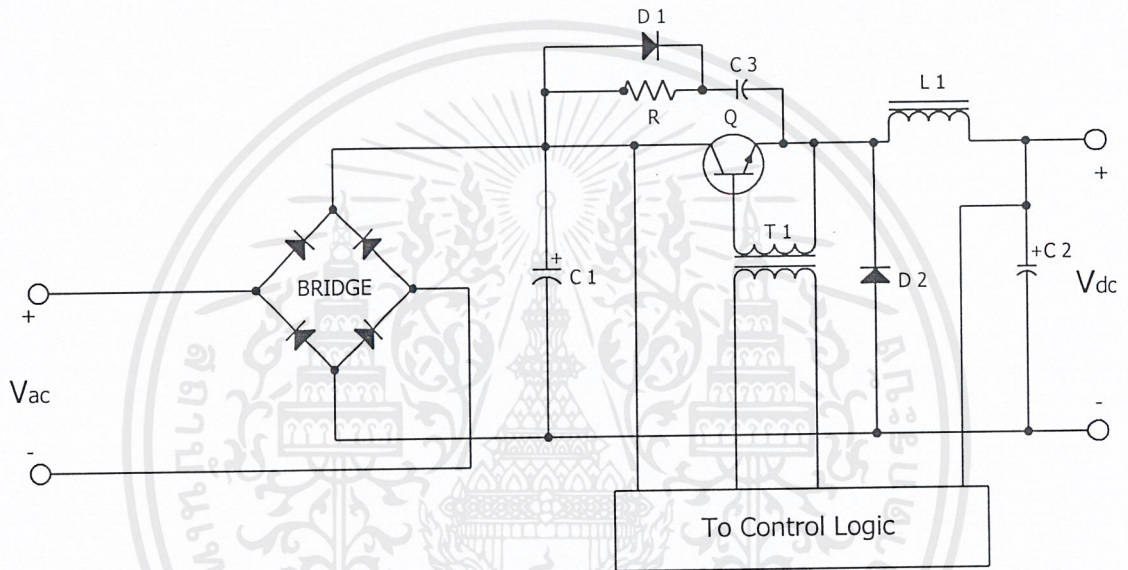 D 1
C 3
R
Q
L 1
+
T 1
BRIDGE
+
C 1
D 2
+C 2
Vdc
+
Vac
-
-
To Control Logic